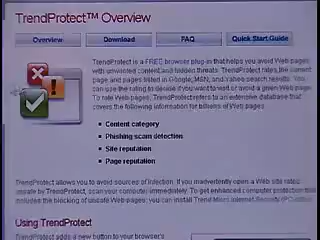 TrendProtect™ Overview
Overview Download FAQ Quick Start Guide
TrendProtect is a FREE browser plug-in that helps you avoid Web pages
with unwanted content and hidden threats. TrendProtect rates the current
page and pages listed in Google, MSN, and Yahoo search results. You
can use the rating to decide if you want to visit or avoid a given Web page.
To rate Web pages, TrendProtect refers to an extensive database that
covers the following information for billions of Web pages:
• Content category
• Phishing scam detection
• Site reputation
• Page reputation
TrendProtect allows you to avoid sources of infection. If you inadvertently open a Web site rated
unsafe by TrendProtect, scan your computer immediately. To get enhanced computer protection that
includes the blocking of unsafe Web pages, you can install Trend Micro Internet Security (PC-cillin)
Using TrendProtect
TrendProtect adds a new button to your browser's